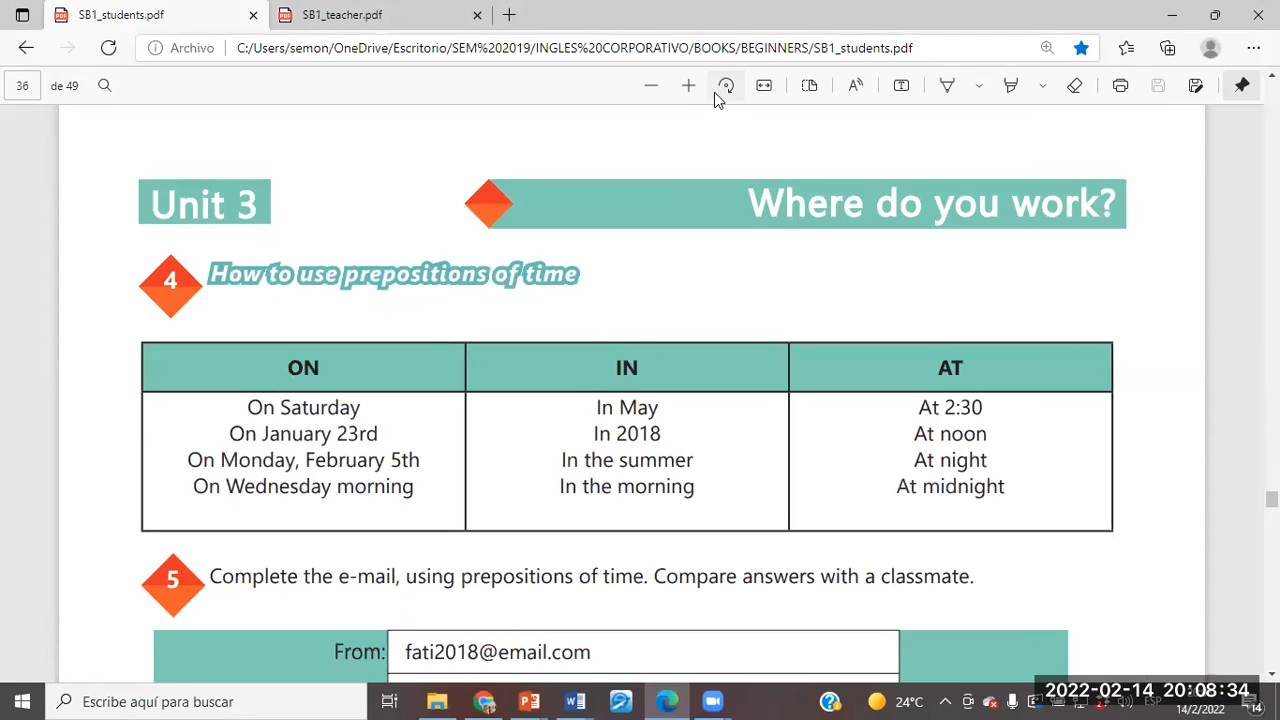 SB1_students.pdf
SB1_teacher.pdf
Archivo
C:/Users/semon/OneDrive/Escritorio/SEM%202019/INGLES%20CORPORATIVO/BOOKS/BEGINNERS/SB1_students.pdf
36 de 49
Unit 3
Where do you work?
4 How to use prepositions of time
ON IN AT
On Saturday In May At 2:30
On January 23rd In 2018 At noon
On Monday, February 5th In the summer At night
On Wednesday morning In the morning At midnight
5 Complete the e-mail, using prepositions of time. Compare answers with a classmate.
From: fati2018@email.com
Escribe aquí para buscar
24°C
2022-02-14 20:08:34
14/2/2022